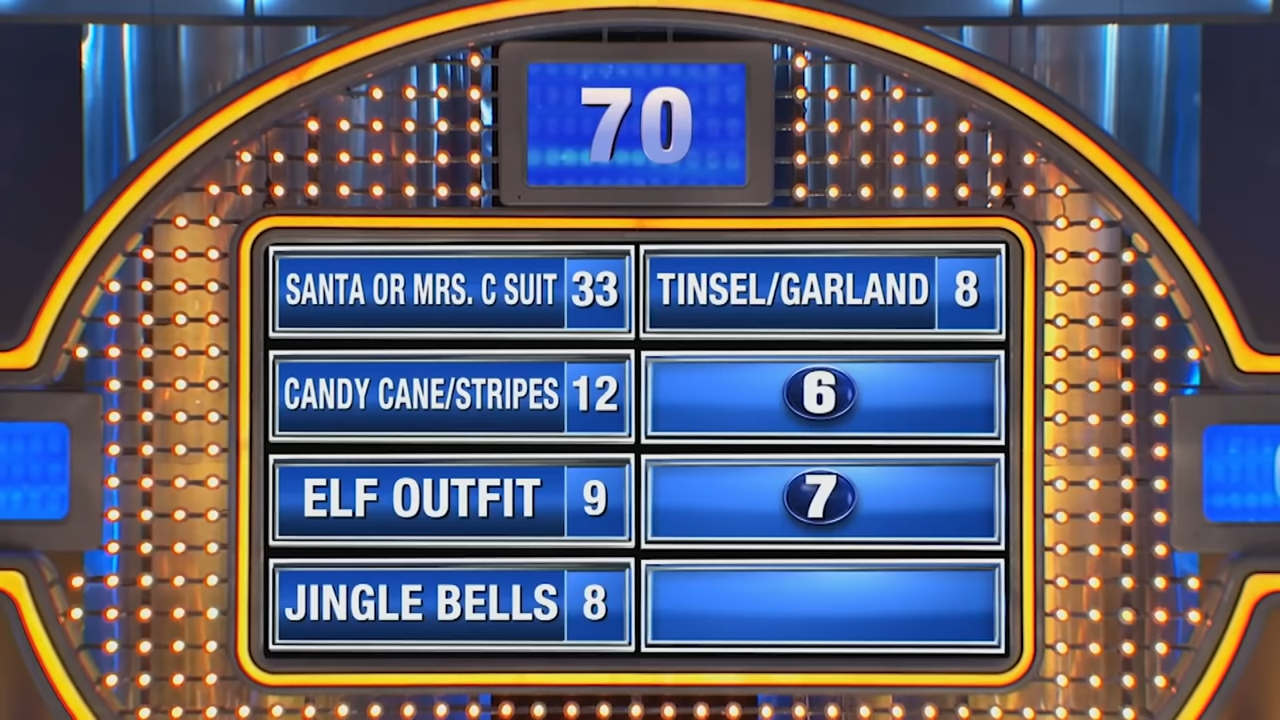 70
SANTA OR MRS. C SUIT 33
CANDY CANE/STRIPES 12
ELF OUTFIT 9
JINGLE BELLS 8
TINSEL/GARLAND 8
6
7